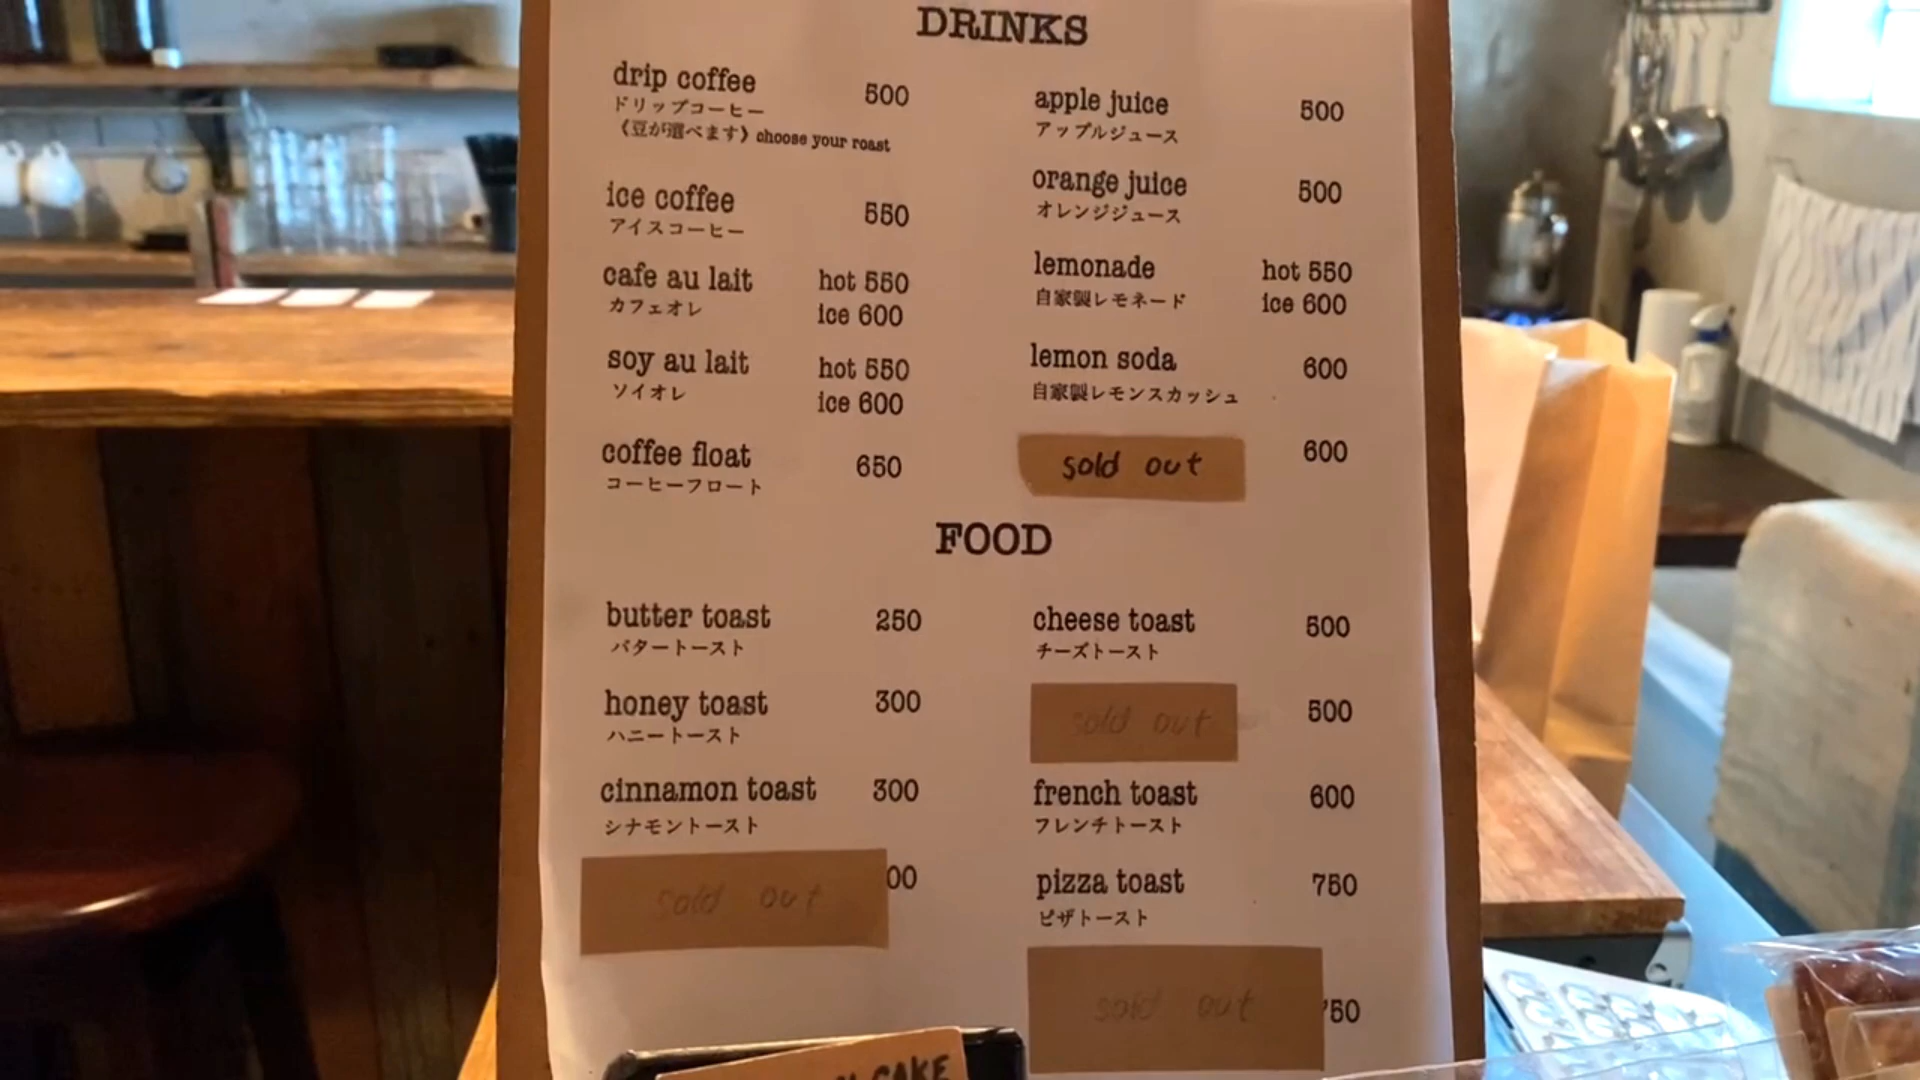 DRINKS
drip coffee 500
ドリップコーヒー
《豆が選べます》choose your roast
ice coffee 550
アイスコーヒー
cafe au lait hot 550
カフェオレ ice 600
soy au lait hot 550
ソイオレ ice 600
coffee float 650
コーヒーフロート
apple juice 500
アップルジュース
orange juice 500
オレンジジュース
lemonade hot 550
自家製レモネード ice 600
lemon soda 600
自家製レモンスカッシュ
sold out 600
FOOD
butter toast 250
バタートースト
honey toast 300
ハニートースト
cinnamon toast 300
シナモントースト
sold out 00
cheese toast 500
チーズトースト
sold out 500
french toast 600
フレンチトースト
pizza toast 750
ピザトースト
sold out 750
CAKE